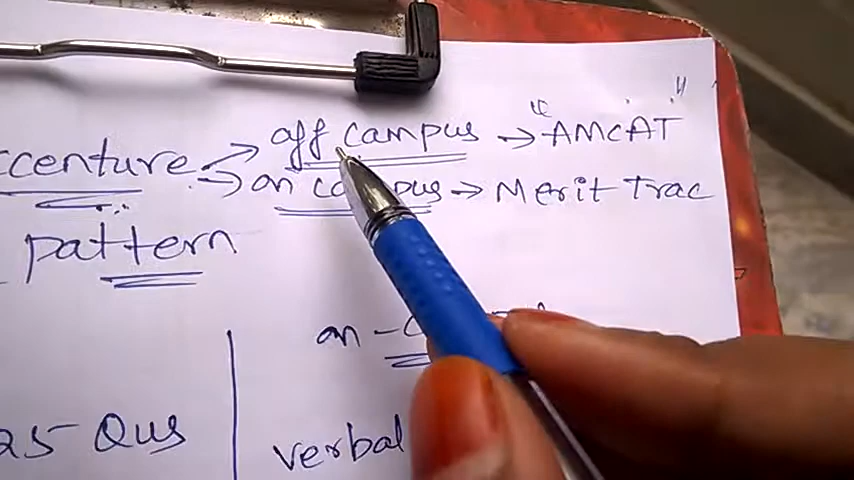 ccenture → off campus → "AMCAT"
→ on campus → Merit Trac
pattern
on -
25 Qus
verbal